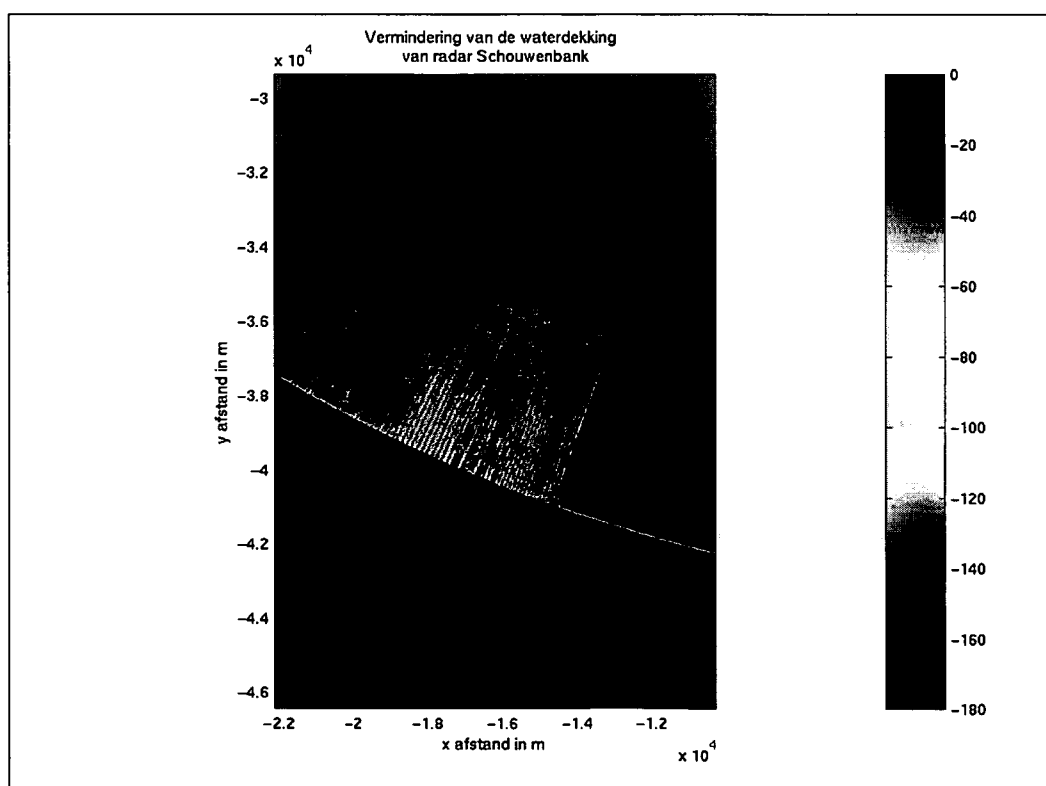 Vermindering van de waterdekking
van radar Schouwenbank
x 10^4
−3
−3.2
−3.4
−3.6
−3.8
−4
−4.2
−4.4
−4.6
y afstand in m
−2.2 −2 −1.8 −1.6 −1.4 −1.2
x afstand in m
x 10^4
0
−20
−40
−60
−80
−100
−120
−140
−160
−180